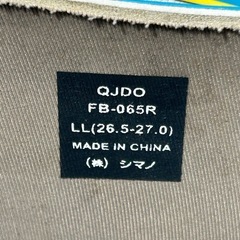 QJDO
FB-065R
LL(26.5-27.0)
MADE IN CHINA
(株) シマノ